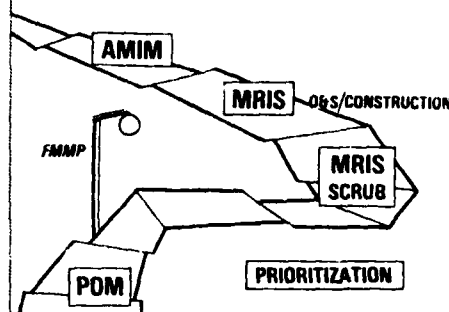 AMIM
MRIS
O&S/CONSTRUCTION
FMMP
MRIS
SCRUB
POM
PRIORITIZATION